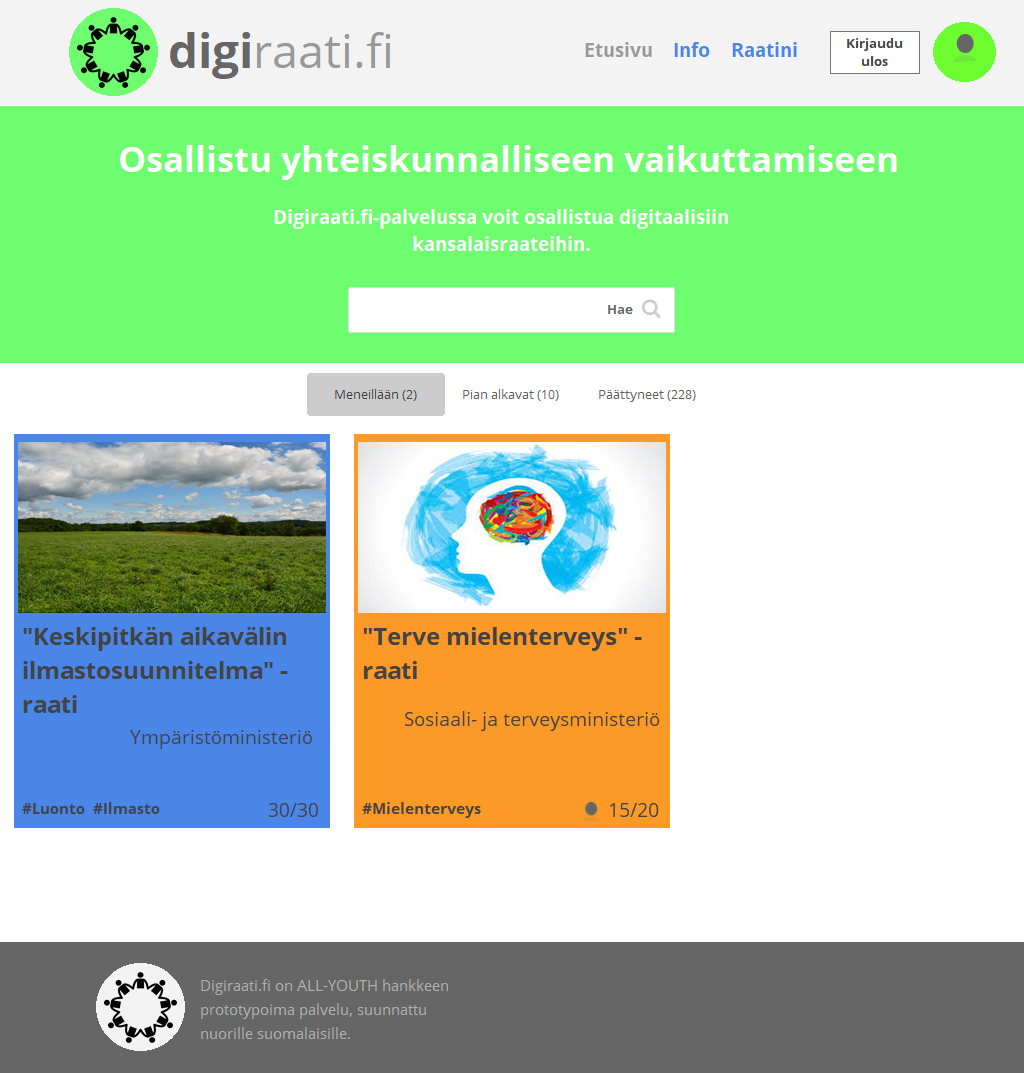 digiraati.fi
Etusivu Info Raatini
Kirjaudu
ulos
Osallistu yhteiskunnalliseen vaikuttamiseen
Digiraati.fi-palvelussa voit osallistua digitaalisiin
kansalaisraateihin.
Hae
Meneillään (2) Pian alkavat (10) Päättyneet (228)
"Keskipitkän aikavälin
ilmastosuunnitelma" -
raati
Ympäristöministeriö
#Luonto #Ilmasto 30/30
"Terve mielenterveys" -
raati
Sosiaali- ja terveysministeriö
#Mielenterveys 15/20
Digiraati.fi on ALL-YOUTH hankkeen
prototypoima palvelu, suunnattu
nuorille suomalaisille.